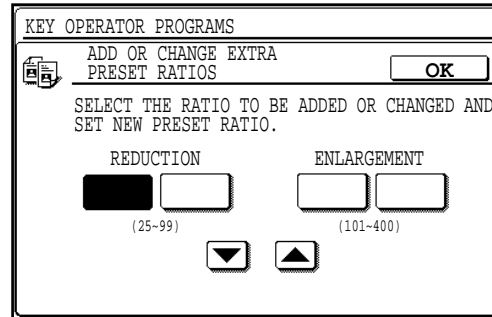 KEY OPERATOR PROGRAMS
ADD OR CHANGE EXTRA
PRESET RATIOS
OK
SELECT THE RATIO TO BE ADDED OR CHANGED AND
SET NEW PRESET RATIO.
REDUCTION ENLARGEMENT
(25~99) (101~400)